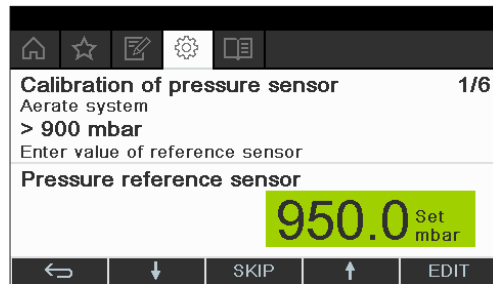 Calibration of pressure sensor 1/6
Aerate system
> 900 mbar
Enter value of reference sensor
Pressure reference sensor
950.0 Set
mbar
SKIP EDIT